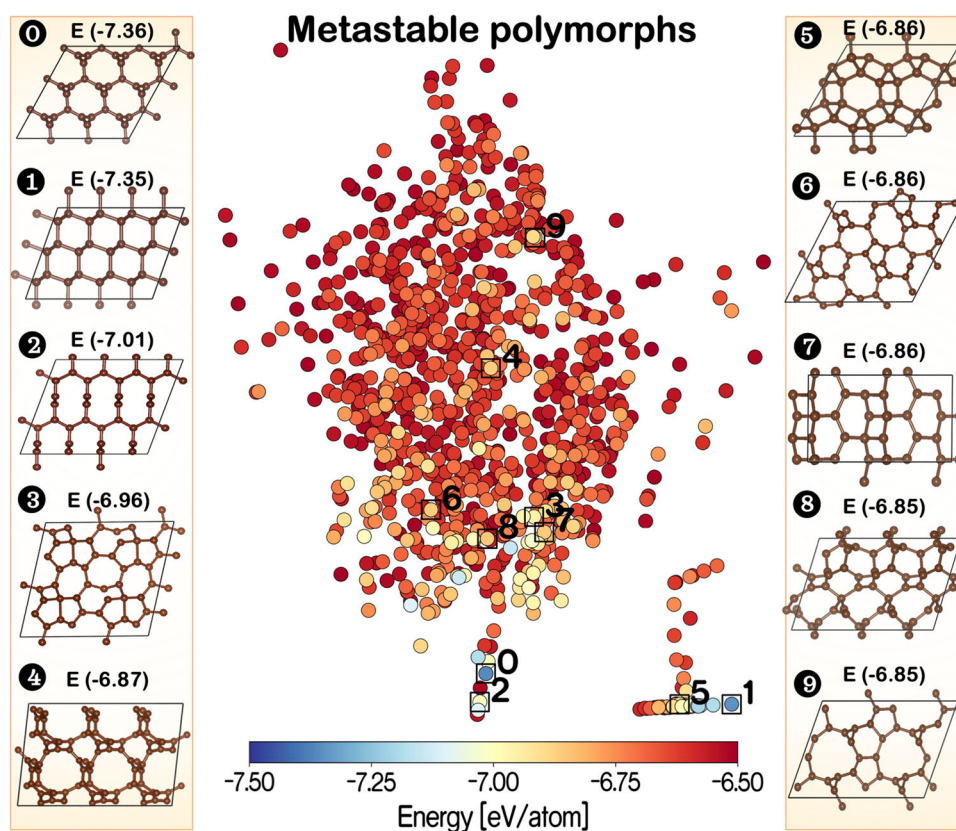 Metastable polymorphs
0 E (-7.36)
1 E (-7.35)
2 E (-7.01)
3 E (-6.96)
4 E (-6.87)
5 E (-6.86)
6 E (-6.86)
7 E (-6.86)
8 E (-6.85)
9 E (-6.85)
9
4
6
3
8
7
0
2
5
1
−7.50 −7.25 −7.00 −6.75 −6.50
Energy [eV/atom]